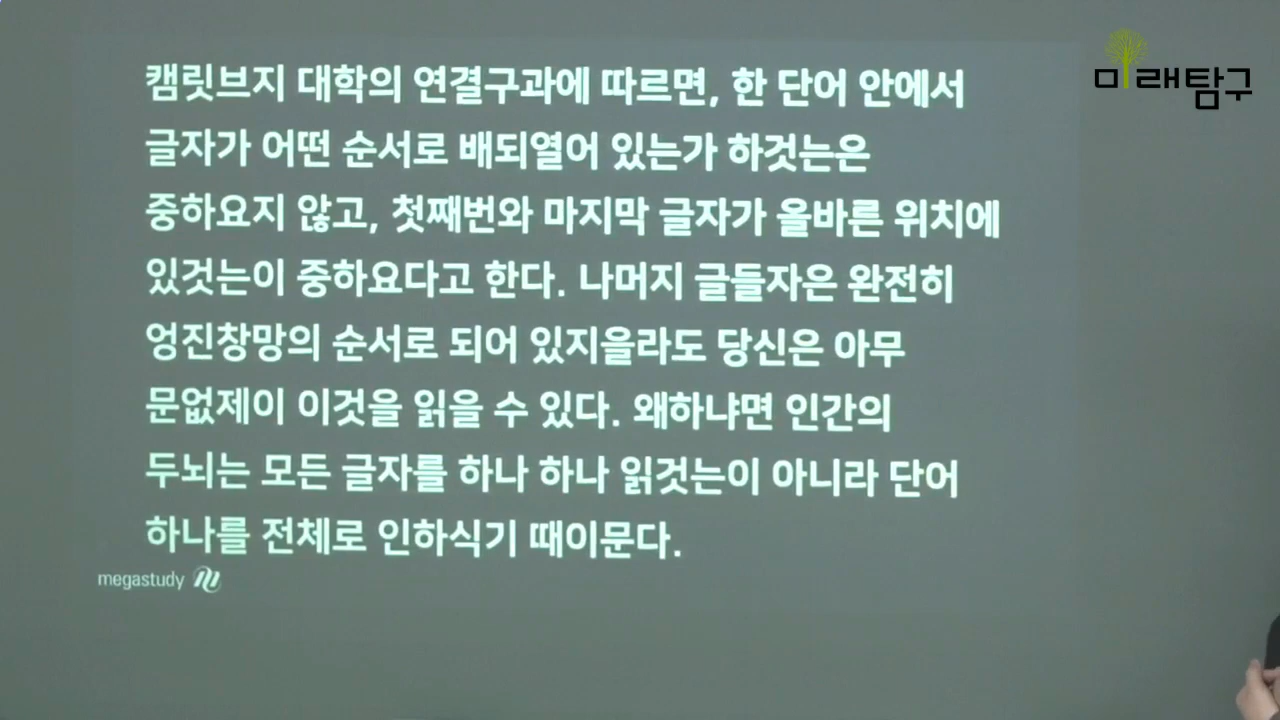 미래탐구
캠릿브지 대학의 연결구과에 따르면, 한 단어 안에서
글자가 어떤 순서로 배되열어 있는가 하것는은
중하요지 않고, 첫째번와 마지막 글자가 올바른 위치에
있것는이 중하요다고 한다. 나머지 글들자은 완전히
엉진창망의 순서로 되어 있지을라도 당신은 아무
문없제이 이것을 읽을 수 있다. 왜하냐면 인간의
두뇌는 모든 글자를 하나 하나 읽것는이 아니라 단어
하나를 전체로 인하식기 때이문다.
megastudy